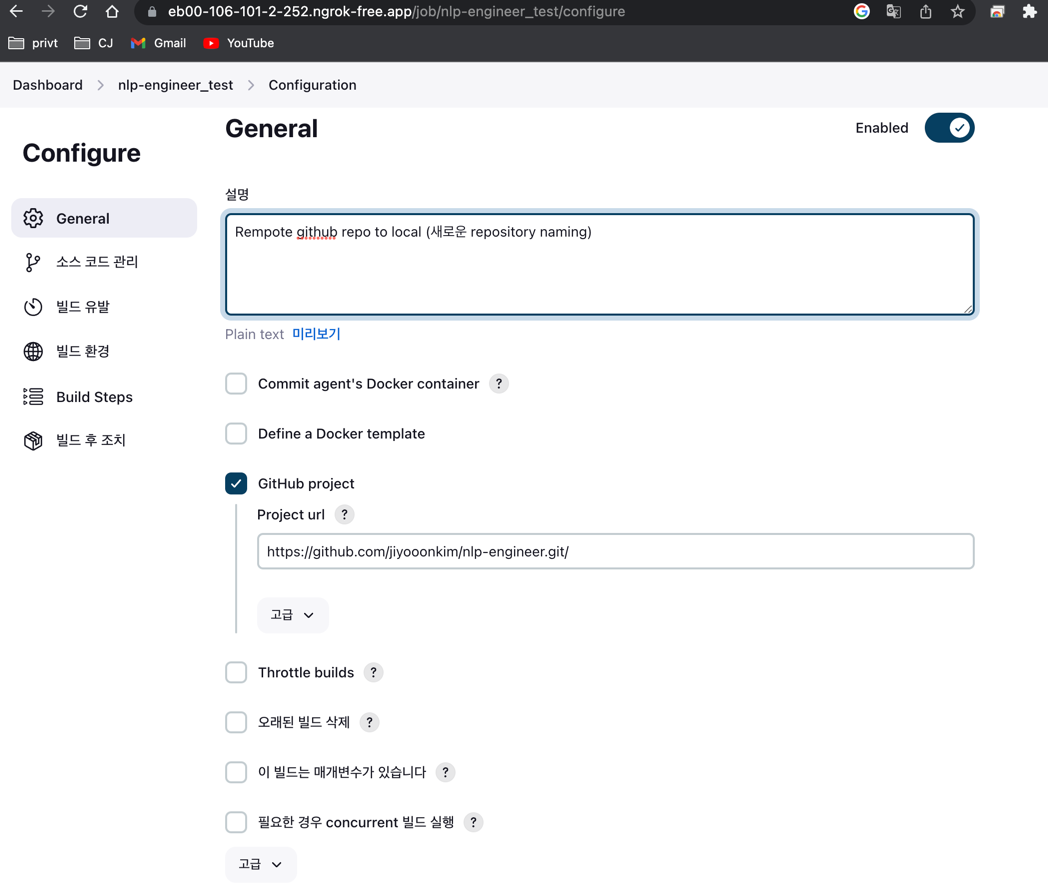 eb00-106-101-2-252.ngrok-free.app/job/nlp-engineer_test/configure
privt CJ Gmail YouTube
Dashboard nlp-engineer_test Configuration
Configure
General
소스 코드 관리
빌드 유발
빌드 환경
Build Steps
빌드 후 조치
General
Enabled
설명
Rempote github repo to local (새로운 repository naming)
Plain text 미리보기
Commit agent's Docker container ?
Define a Docker template
GitHub project
Project url ?
https://github.com/jiyooonkim/nlp-engineer.git/
고급
Throttle builds ?
오래된 빌드 삭제 ?
이 빌드는 매개변수가 있습니다 ?
필요한 경우 concurrent 빌드 실행 ?
고급